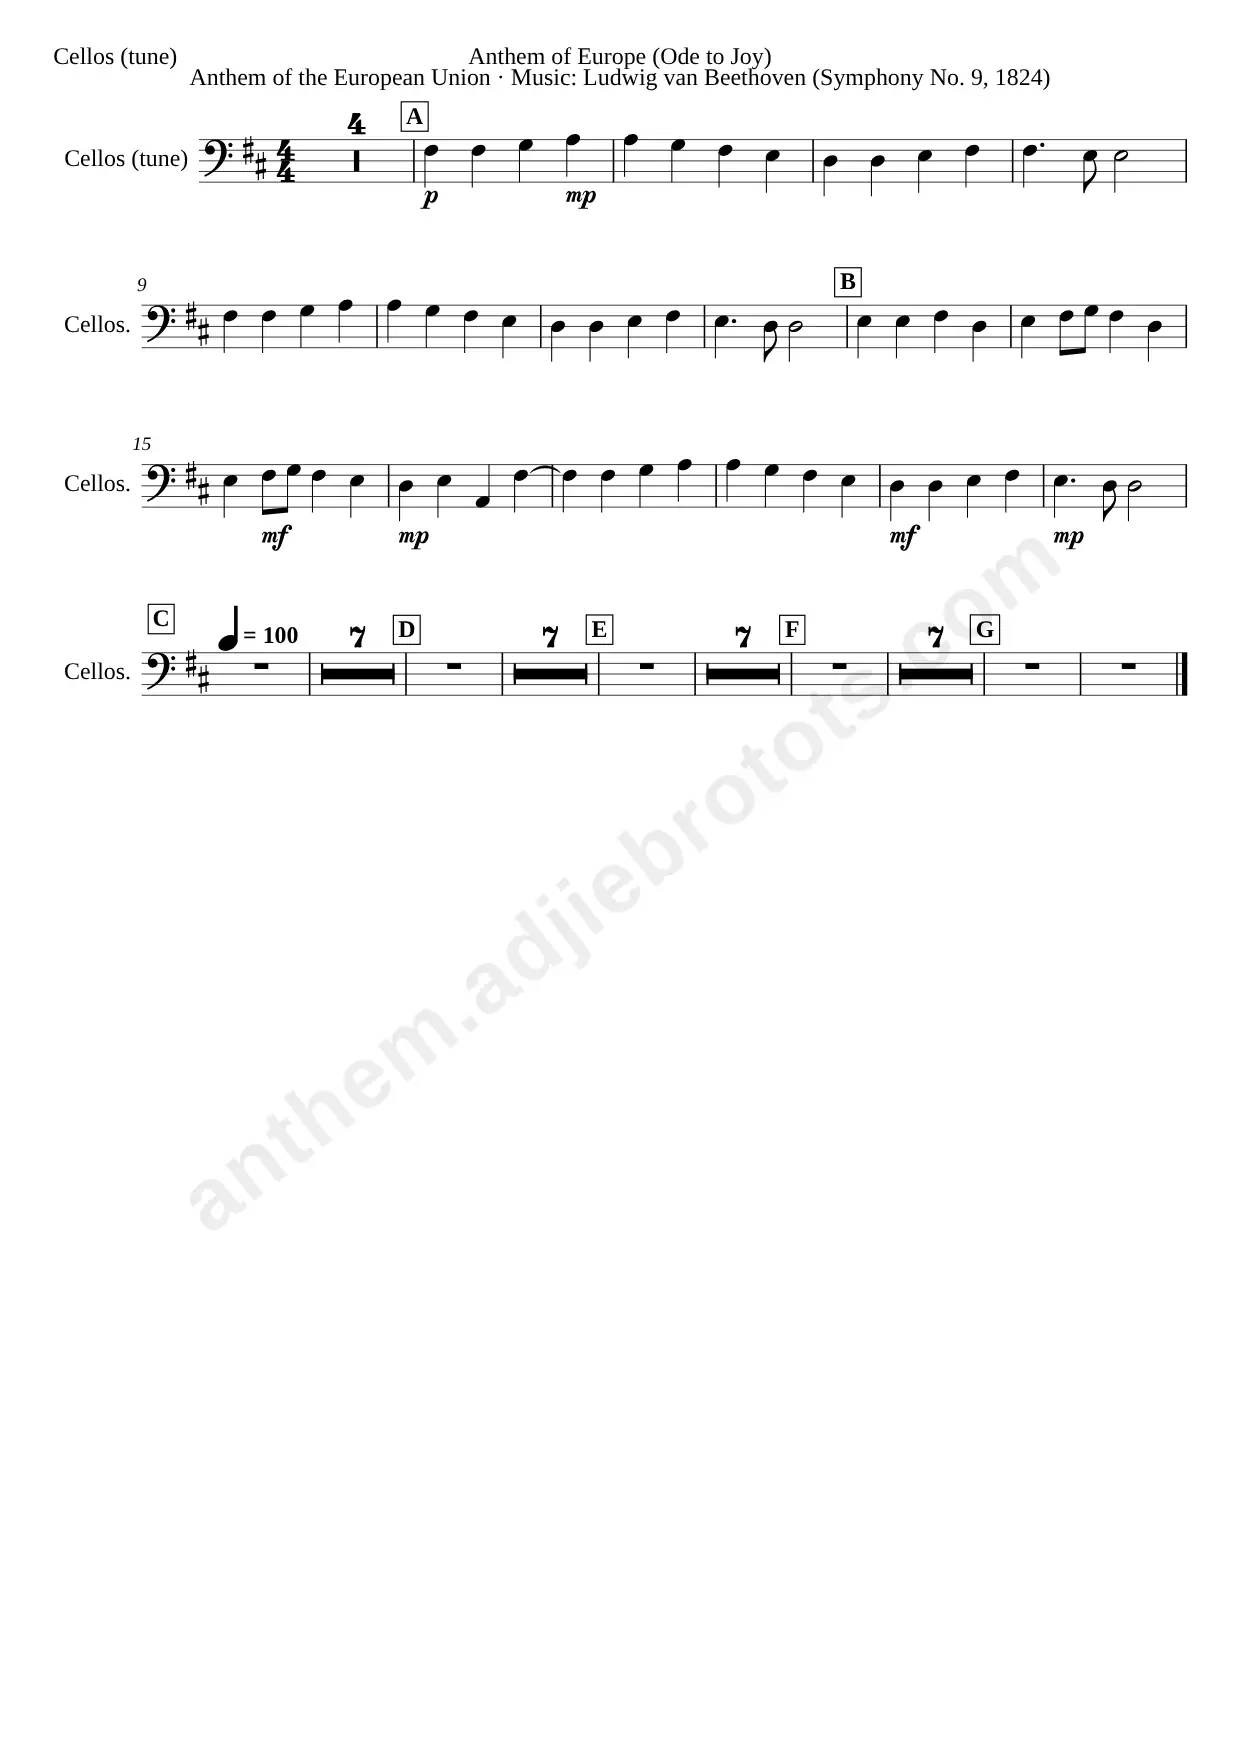 Cellos (tune)
Anthem of Europe (Ode to Joy)
Anthem of the European Union · Music: Ludwig van Beethoven (Symphony No. 9, 1824)
4
A
Cellos (tune)
4
4
p
mp
9
B
Cellos.
15
Cellos.
mf
mp
mf
mp
C
= 100
7
D
7
E
7
F
7
G
Cellos.
anthem.adjiebrotots.com